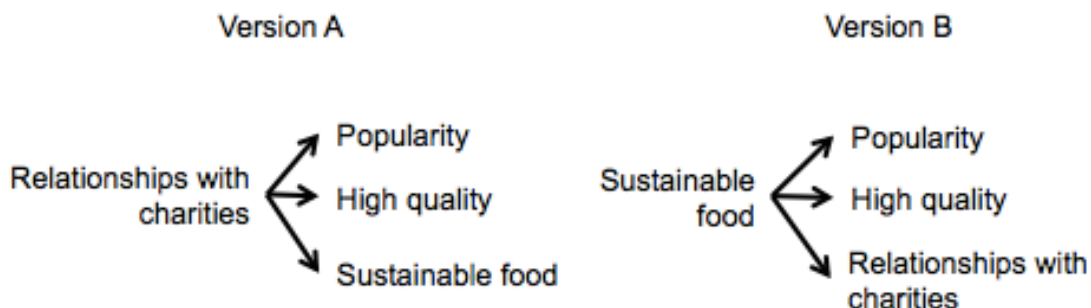 Version A
Relationships with
charities
Popularity
High quality
Sustainable food
Version B
Sustainable
food
Popularity
High quality
Relationships with
charities